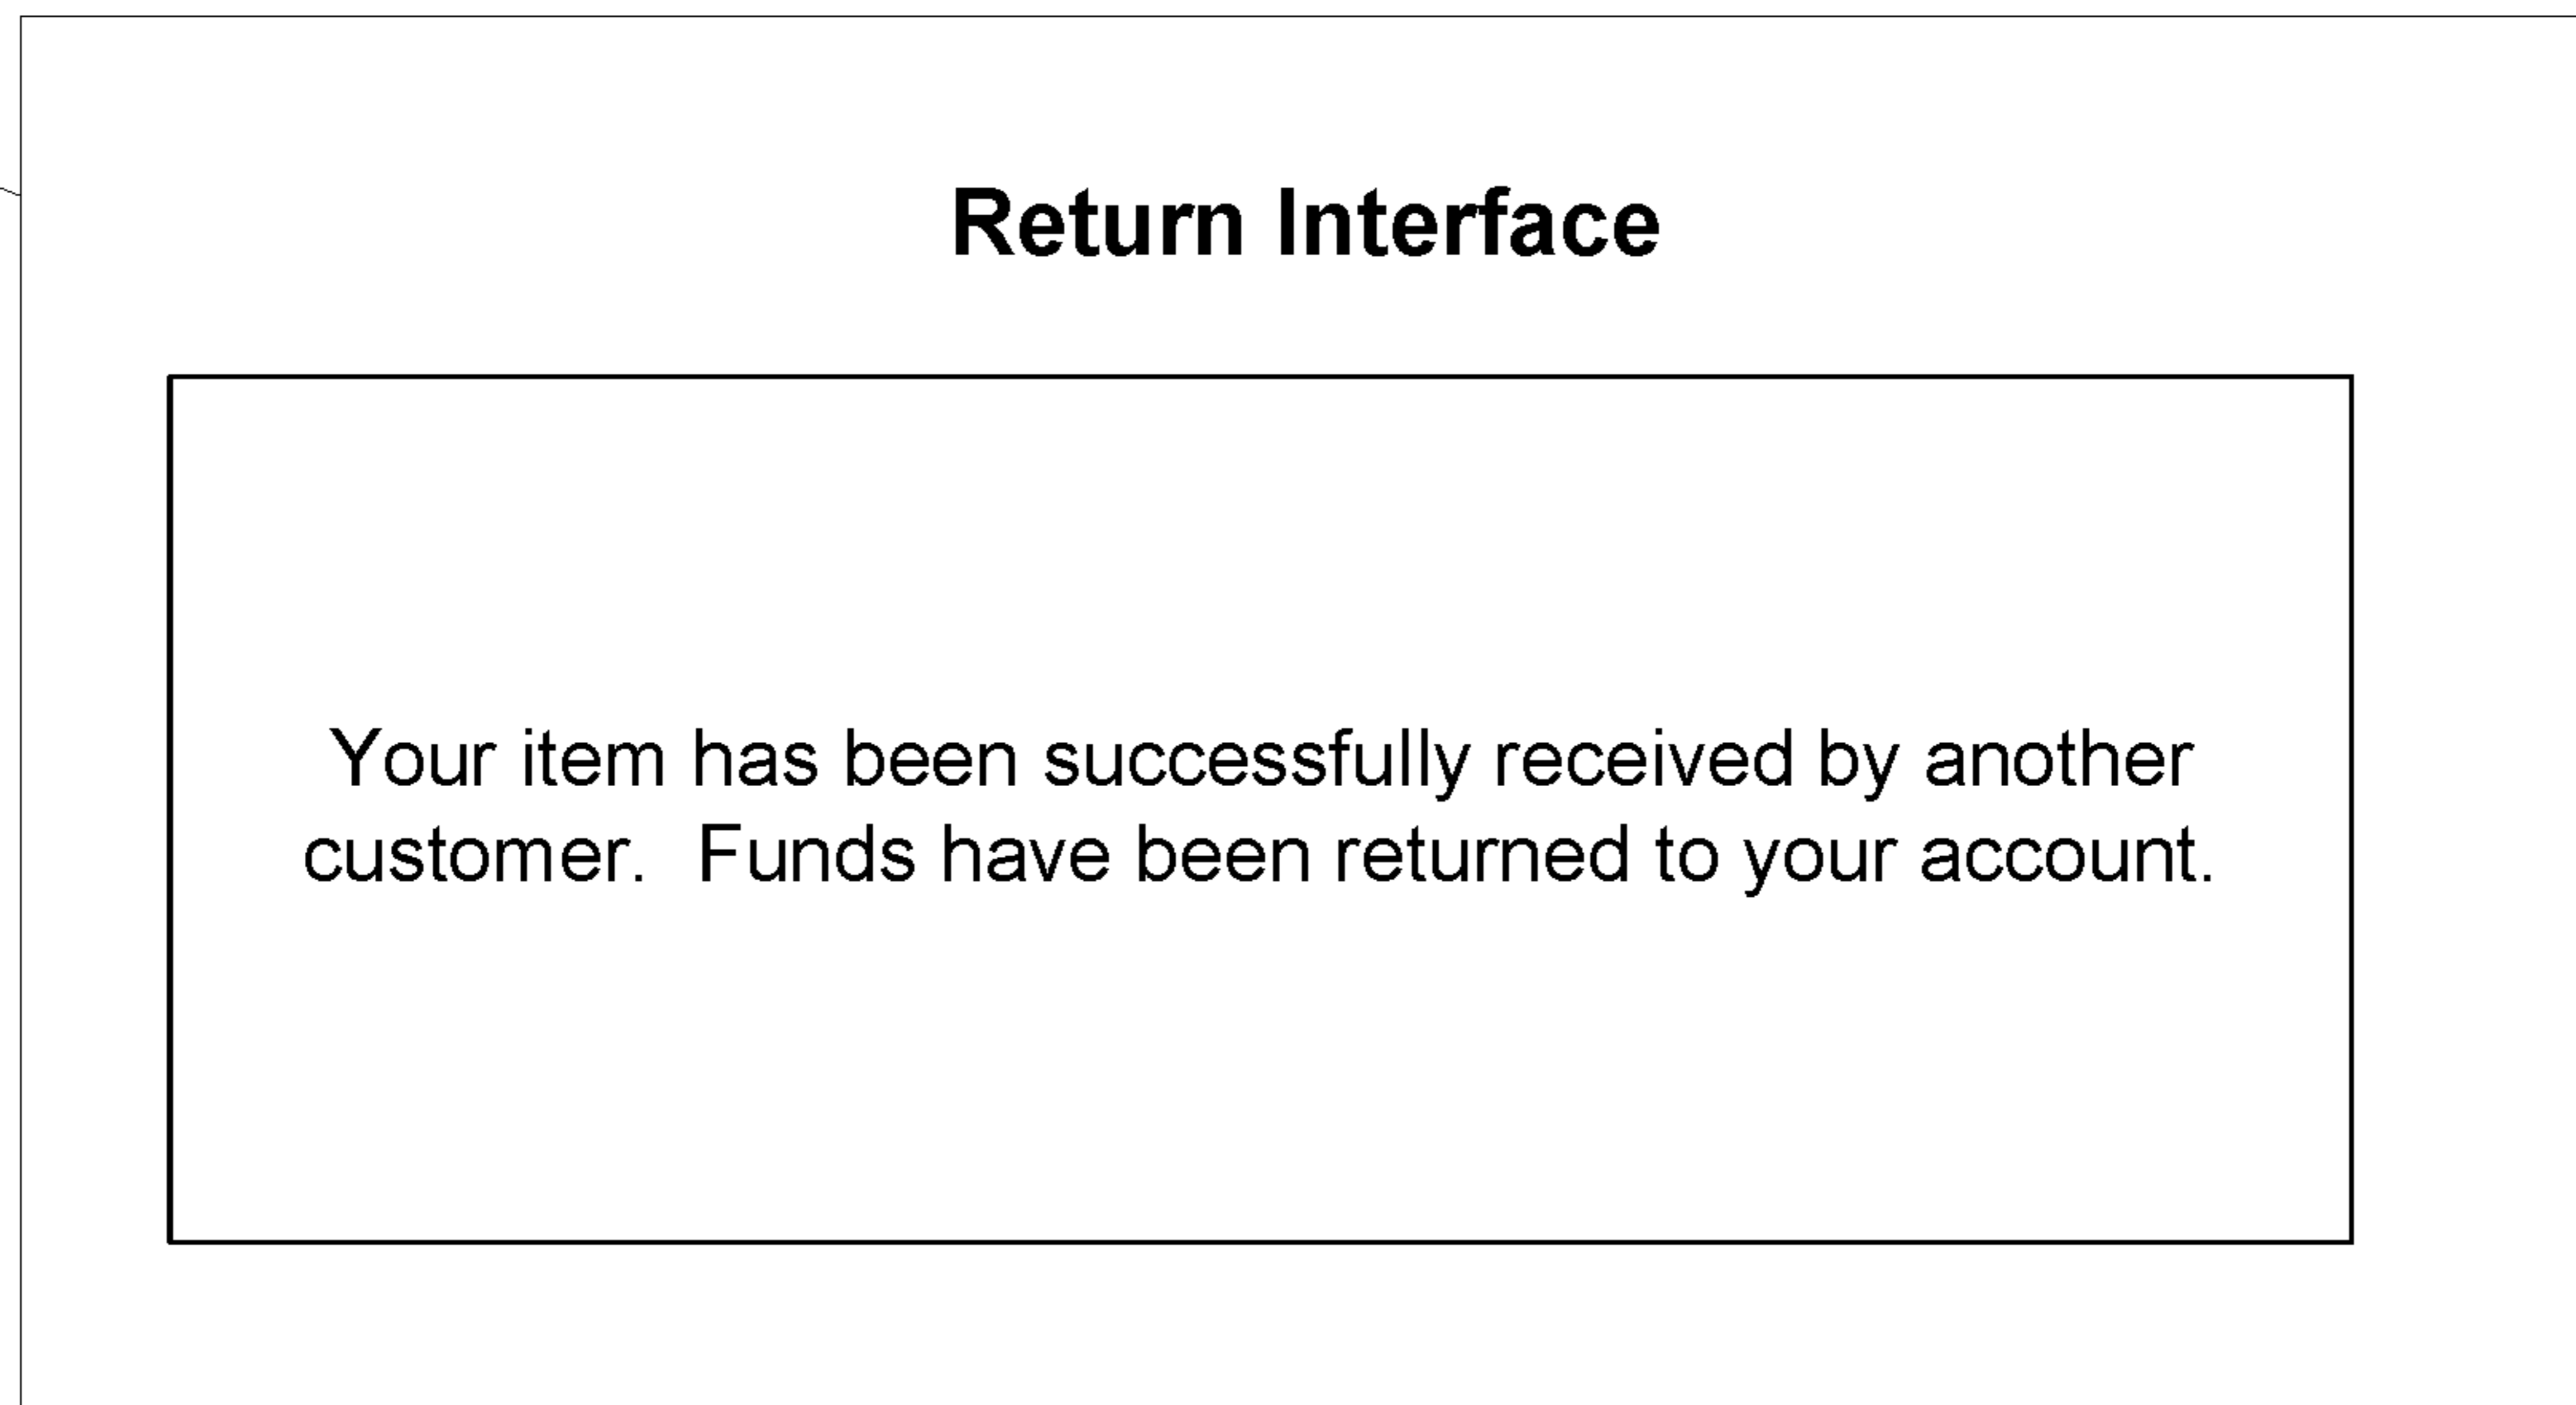 Return Interface
Your item has been successfully received by another
customer.  Funds have been returned to your account.